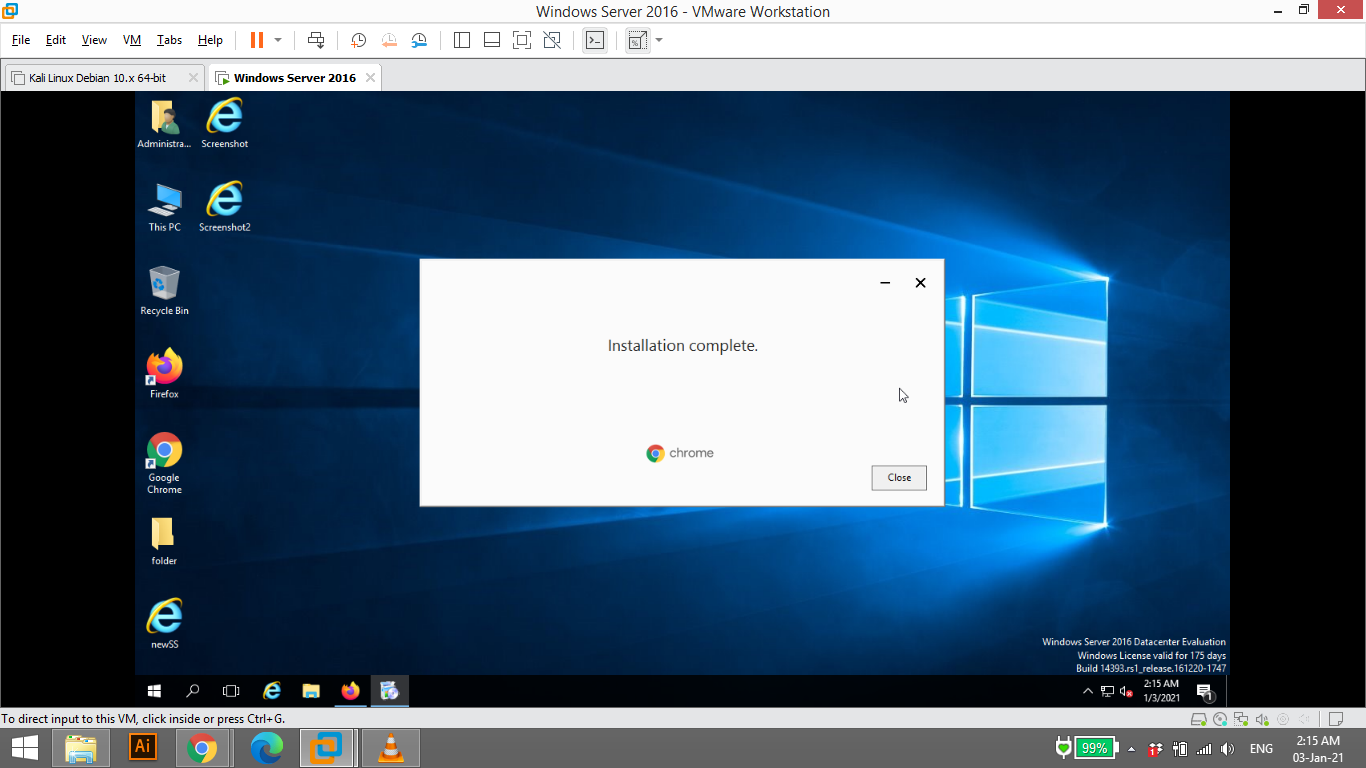 Windows Server 2016 - VMware Workstation
File Edit View VM Tabs Help
Kali Linux Debian 10.x 64-bit
Windows Server 2016
Administra...
Screenshot
This PC
Screenshot2
Recycle Bin
Firefox
Google
Chrome
folder
newSS
Installation complete.
chrome
Close
Windows Server 2016 Datacenter Evaluation
Windows License valid for 175 days
Build 14393.rs1_release.161220-1747
2:15 AM
1/3/2021
1
To direct input to this VM, click inside or press Ctrl+G.
Ai
99%
1
ENG
2:15 AM
03-Jan-21